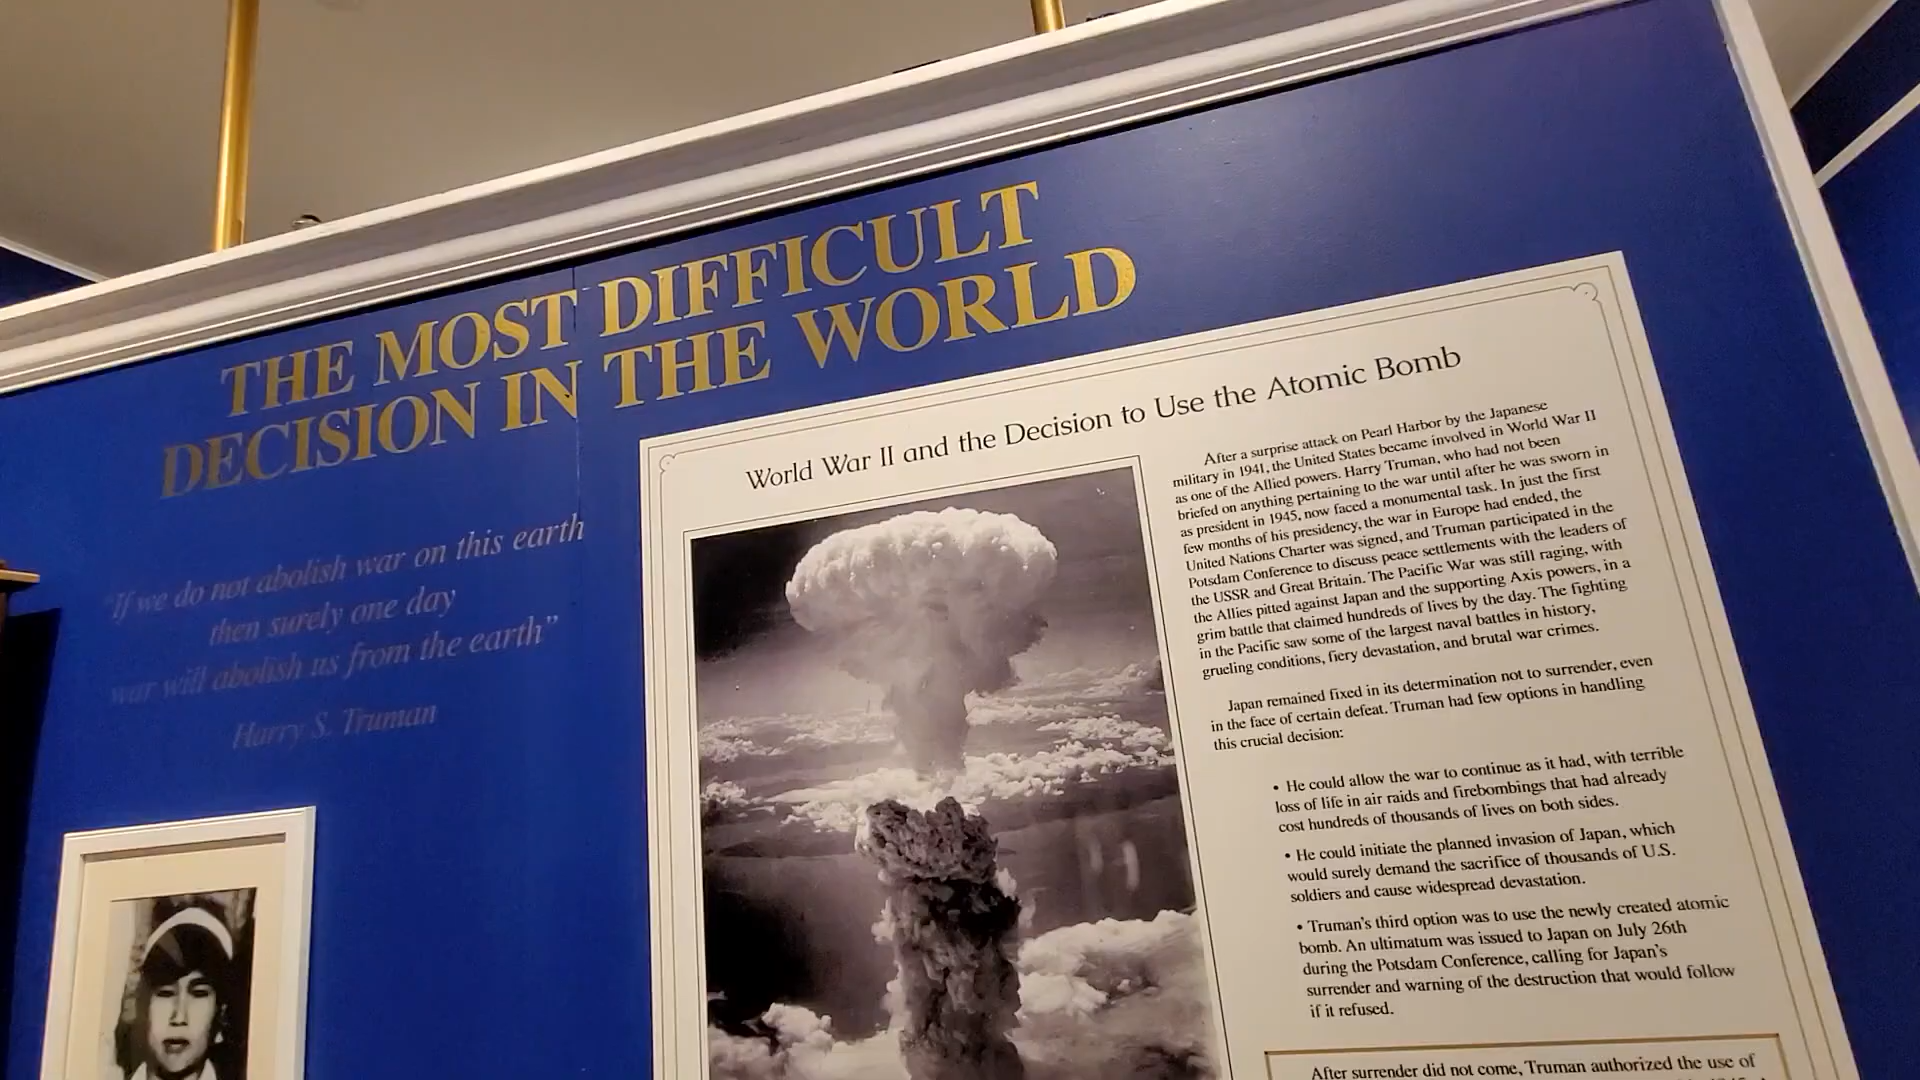 THE MOST DIFFICULT
DECISION IN THE WORLD
"If we do not abolish war on this earth
then surely one day
war will abolish us from the earth"
Harry S. Truman
World War II and the Decision to Use the Atomic Bomb
After a surprise attack on Pearl Harbor by the Japanese
military in 1941, the United States became involved in World War II
as one of the Allied powers. Harry Truman, who had not been
briefed on anything pertaining to the war until after he was sworn in
as president in 1945, now faced a monumental task. In just the first
few months of his presidency, the war in Europe had ended, the
United Nations Charter was signed, and Truman participated in the
Potsdam Conference to discuss peace settlements with the leaders of
the USSR and Great Britain. The Pacific War was still raging, with
the Allies pitted against Japan and the supporting Axis powers, in a
grim battle that claimed hundreds of lives by the day. The fighting
in the Pacific saw some of the largest naval battles in history,
grueling conditions, fiery devastation, and brutal war crimes.
Japan remained fixed in its determination not to surrender, even
in the face of certain defeat. Truman had few options in handling
this crucial decision:
• He could allow the war to continue as it had, with terrible
loss of life in air raids and firebombings that had already
cost hundreds of thousands of lives on both sides.
• He could initiate the planned invasion of Japan, which
would surely demand the sacrifice of thousands of U.S.
soldiers and cause widespread devastation.
• Truman's third option was to use the newly created atomic
bomb. An ultimatum was issued to Japan on July 26th
during the Potsdam Conference, calling for Japan's
surrender and warning of the destruction that would follow
if it refused.
After surrender did not come, Truman authorized the use of